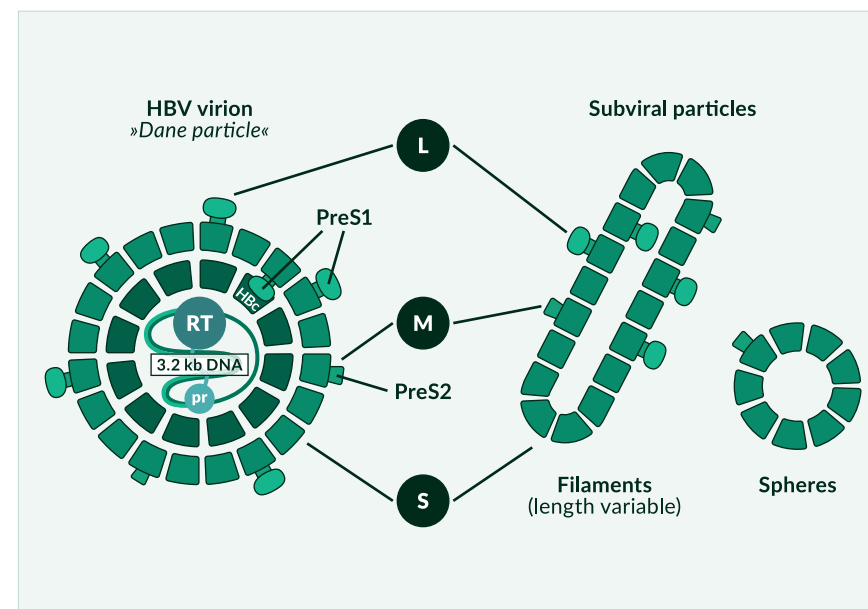 HBV virion
»Dane particle«
Subviral particles
L
PreS1
HBc
RT
M
3.2 kb DNA
pr
PreS2
S
Filaments
(length variable)
Spheres